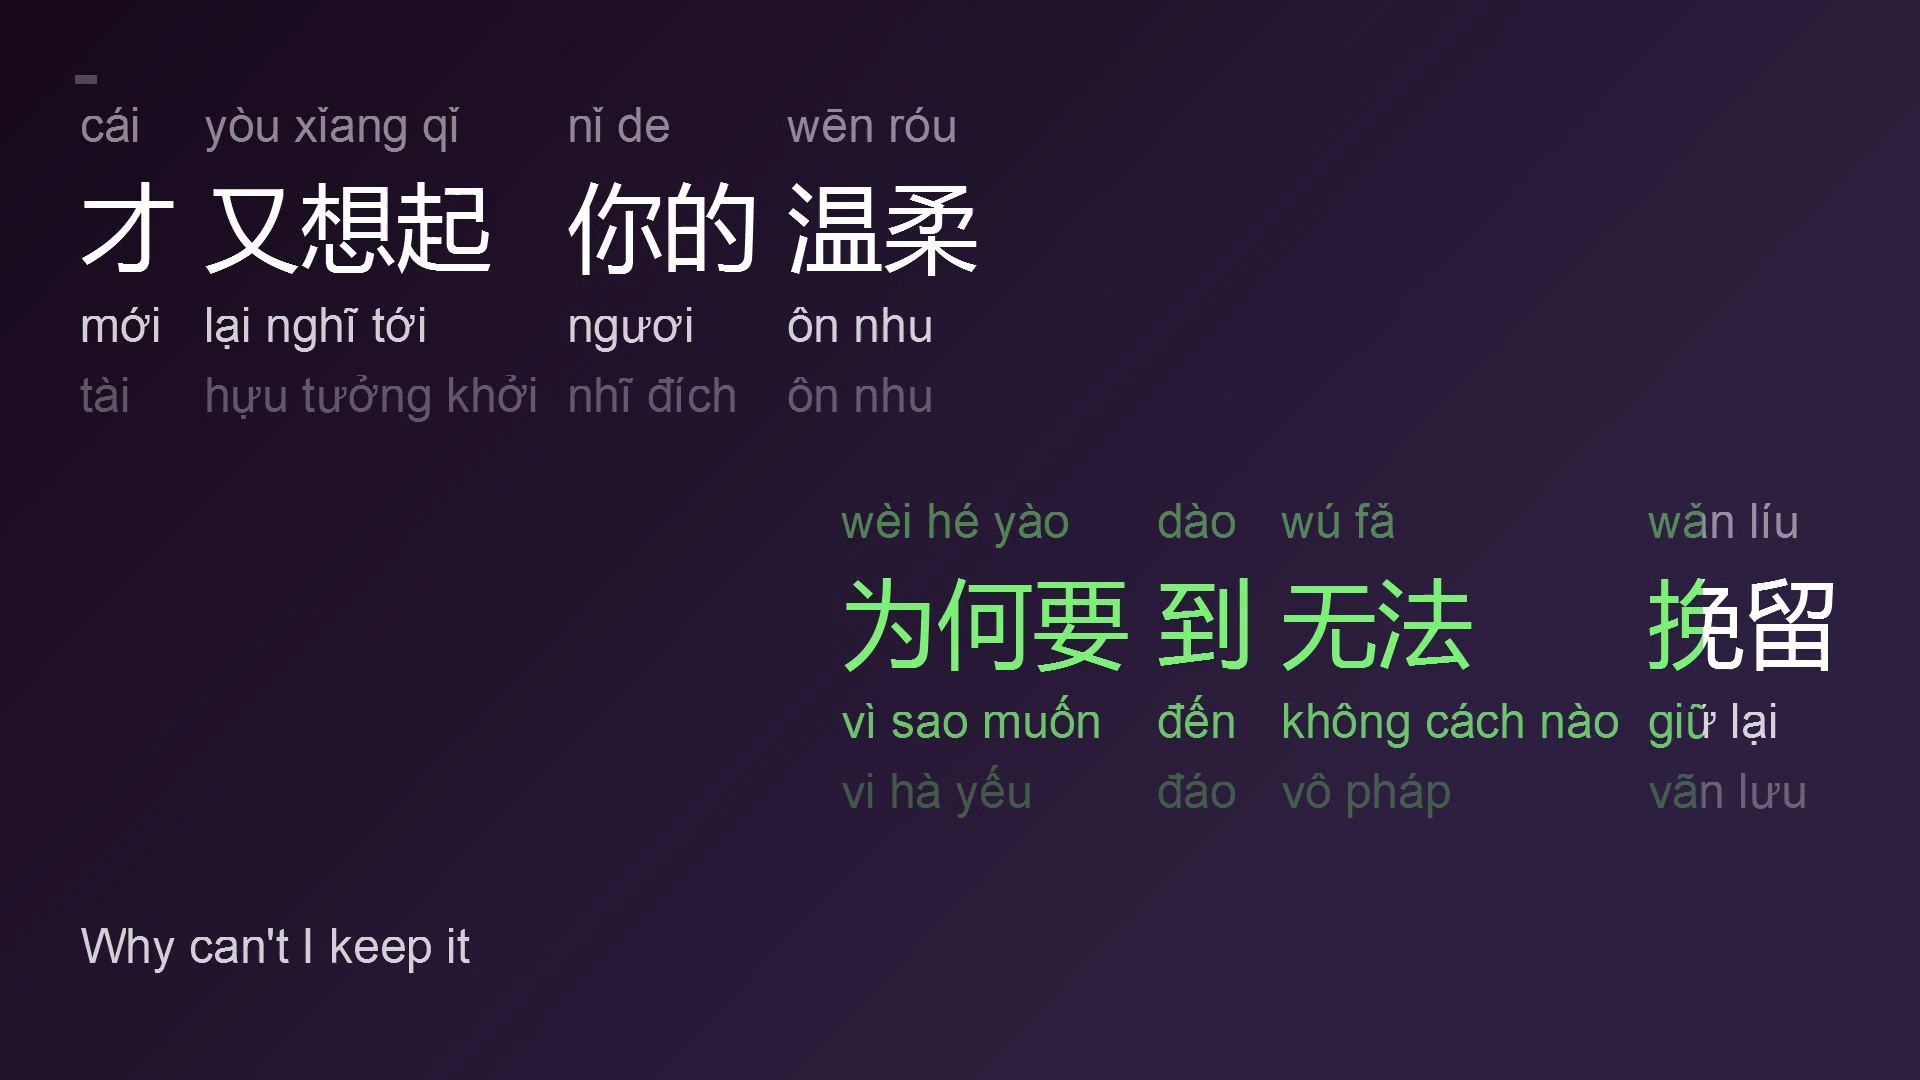 cái yòu xǐang qǐ nǐ de wēn róu
才 又想起 你的 温柔
mới lại nghĩ tới ngươi ôn nhu
tài hựu tưởng khởi nhĩ đích ôn nhu
wèi hé yào dào wú fǎ wǎn líu
为何要 到 无法 挽留
vì sao muốn đến không cách nào giữ lại
vi hà yếu đáo vô pháp vãn lưu
Why can't I keep it